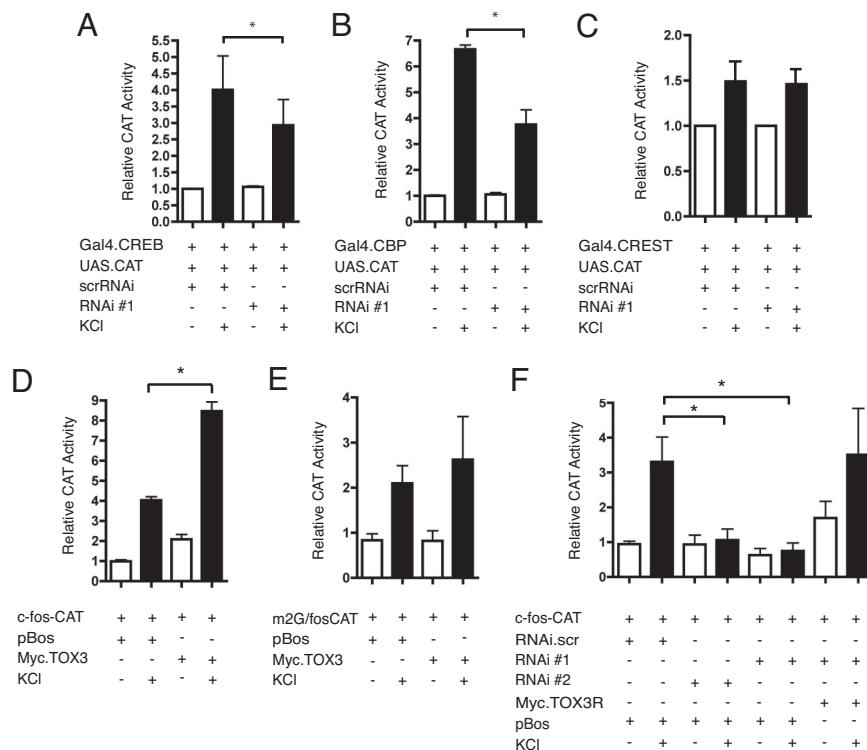 A
*
Relative CAT Activity
5.5
5.0
4.5
4.0
3.5
3.0
2.5
2.0
1.5
1.0
0.5
0.0
Gal4.CREB + + + +
UAS.CAT + + + +
scrRNAi + + - -
RNAi #1 - - + +
KCl - + - +
B
*
Relative CAT Activity
7
6
5
4
3
2
1
0
Gal4.CBP + + + +
UAS.CAT + + + +
scrRNAi + + - -
RNAi #1 - - + +
KCl - + - +
C
Relative CAT Activity
2.0
1.5
1.0
0.5
0.0
Gal4.CREST + + + +
UAS.CAT + + + +
scrRNAi + + - -
RNAi #1 - - + +
KCl - + - +
D
*
Relative CAT Activity
9
8
7
6
5
4
3
2
1
0
c-fos-CAT + + + +
pBos + + - -
Myc.TOX3 - - + +
KCl - + - +
E
Relative CAT Activity
4
3
2
1
0
m2G/fosCAT + + + +
pBos + + - -
Myc.TOX3 - - + +
KCl - + - +
F
*
*
Relative CAT Activity
5
4
3
2
1
0
c-fos-CAT + + + + + + + +
RNAi.scr + + - - - - - -
RNAi #1 - - - - + + + +
RNAi #2 - - + + - - - -
Myc.TOX3R - - - - - - + +
pBos + + + + + + - -
KCl - + - + - + - +